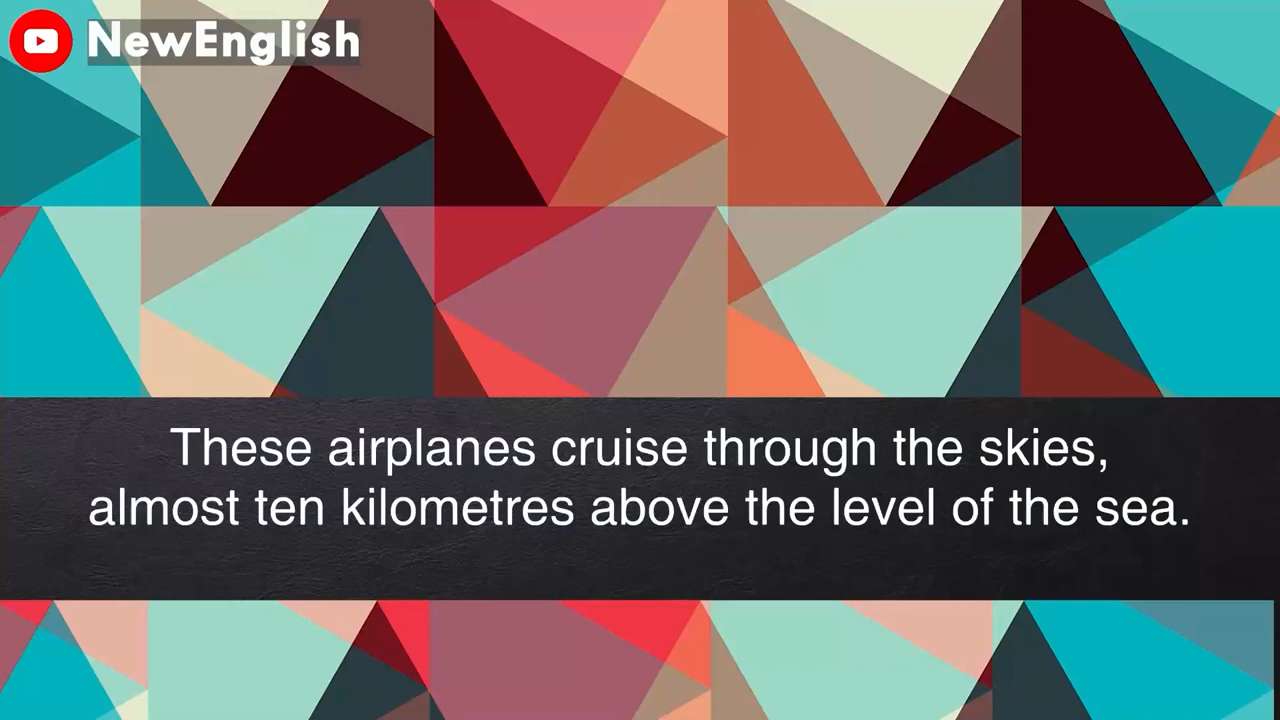 NewEnglish
These airplanes cruise through the skies,
almost ten kilometres above the level of the sea.